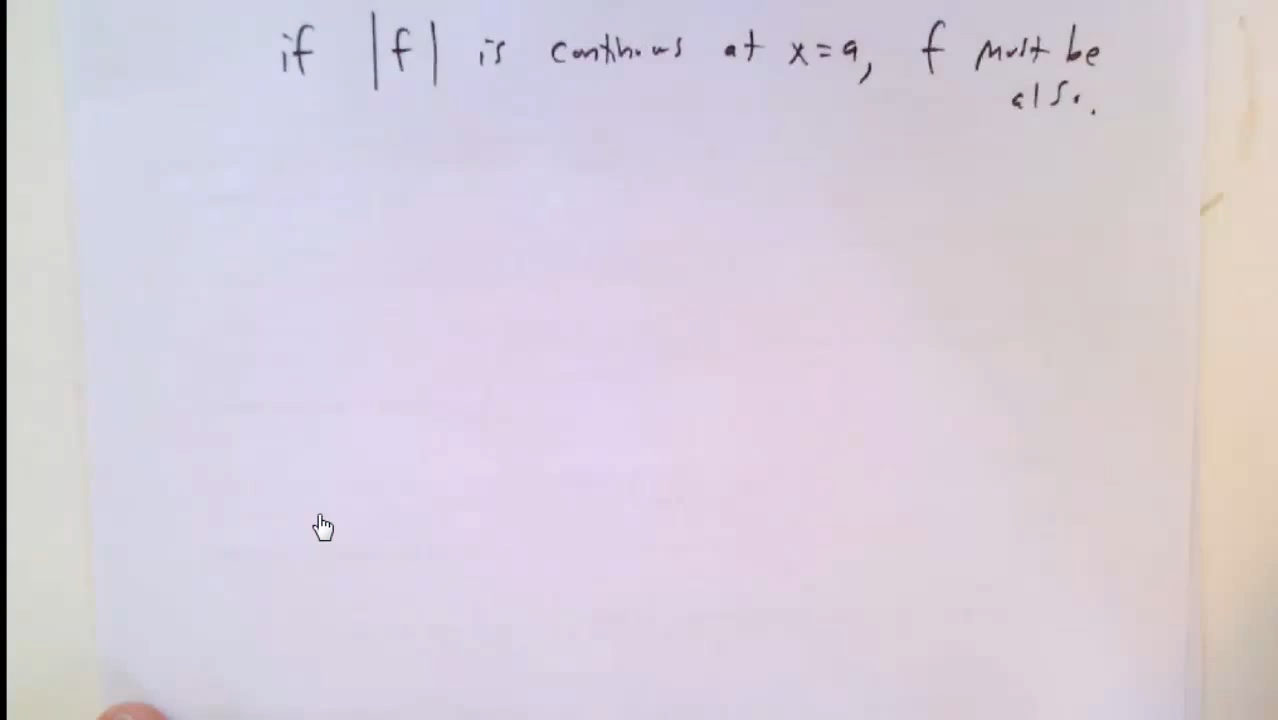 if |f| is continuous at x=a, f must be
also.